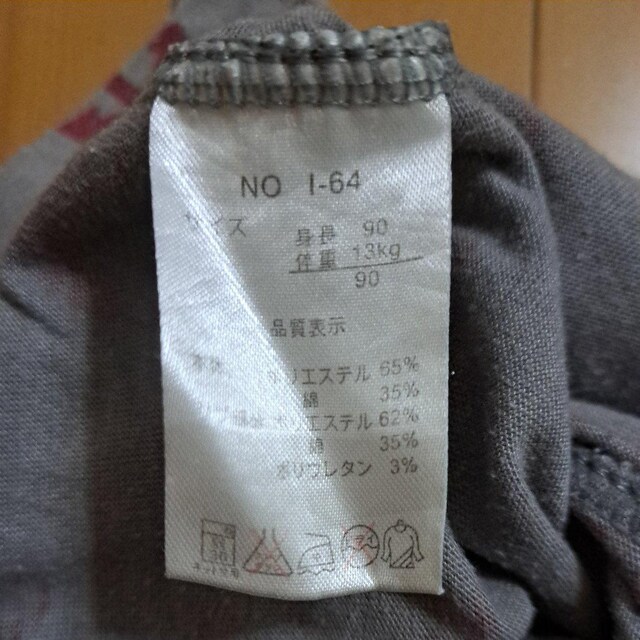 NO I-64
サイズ
身長 90
体重 13kg
90
品質表示
本体 ポリエステル 65%
綿 35%
ポリエステル 62%
綿 35%
ポリウレタン 3%